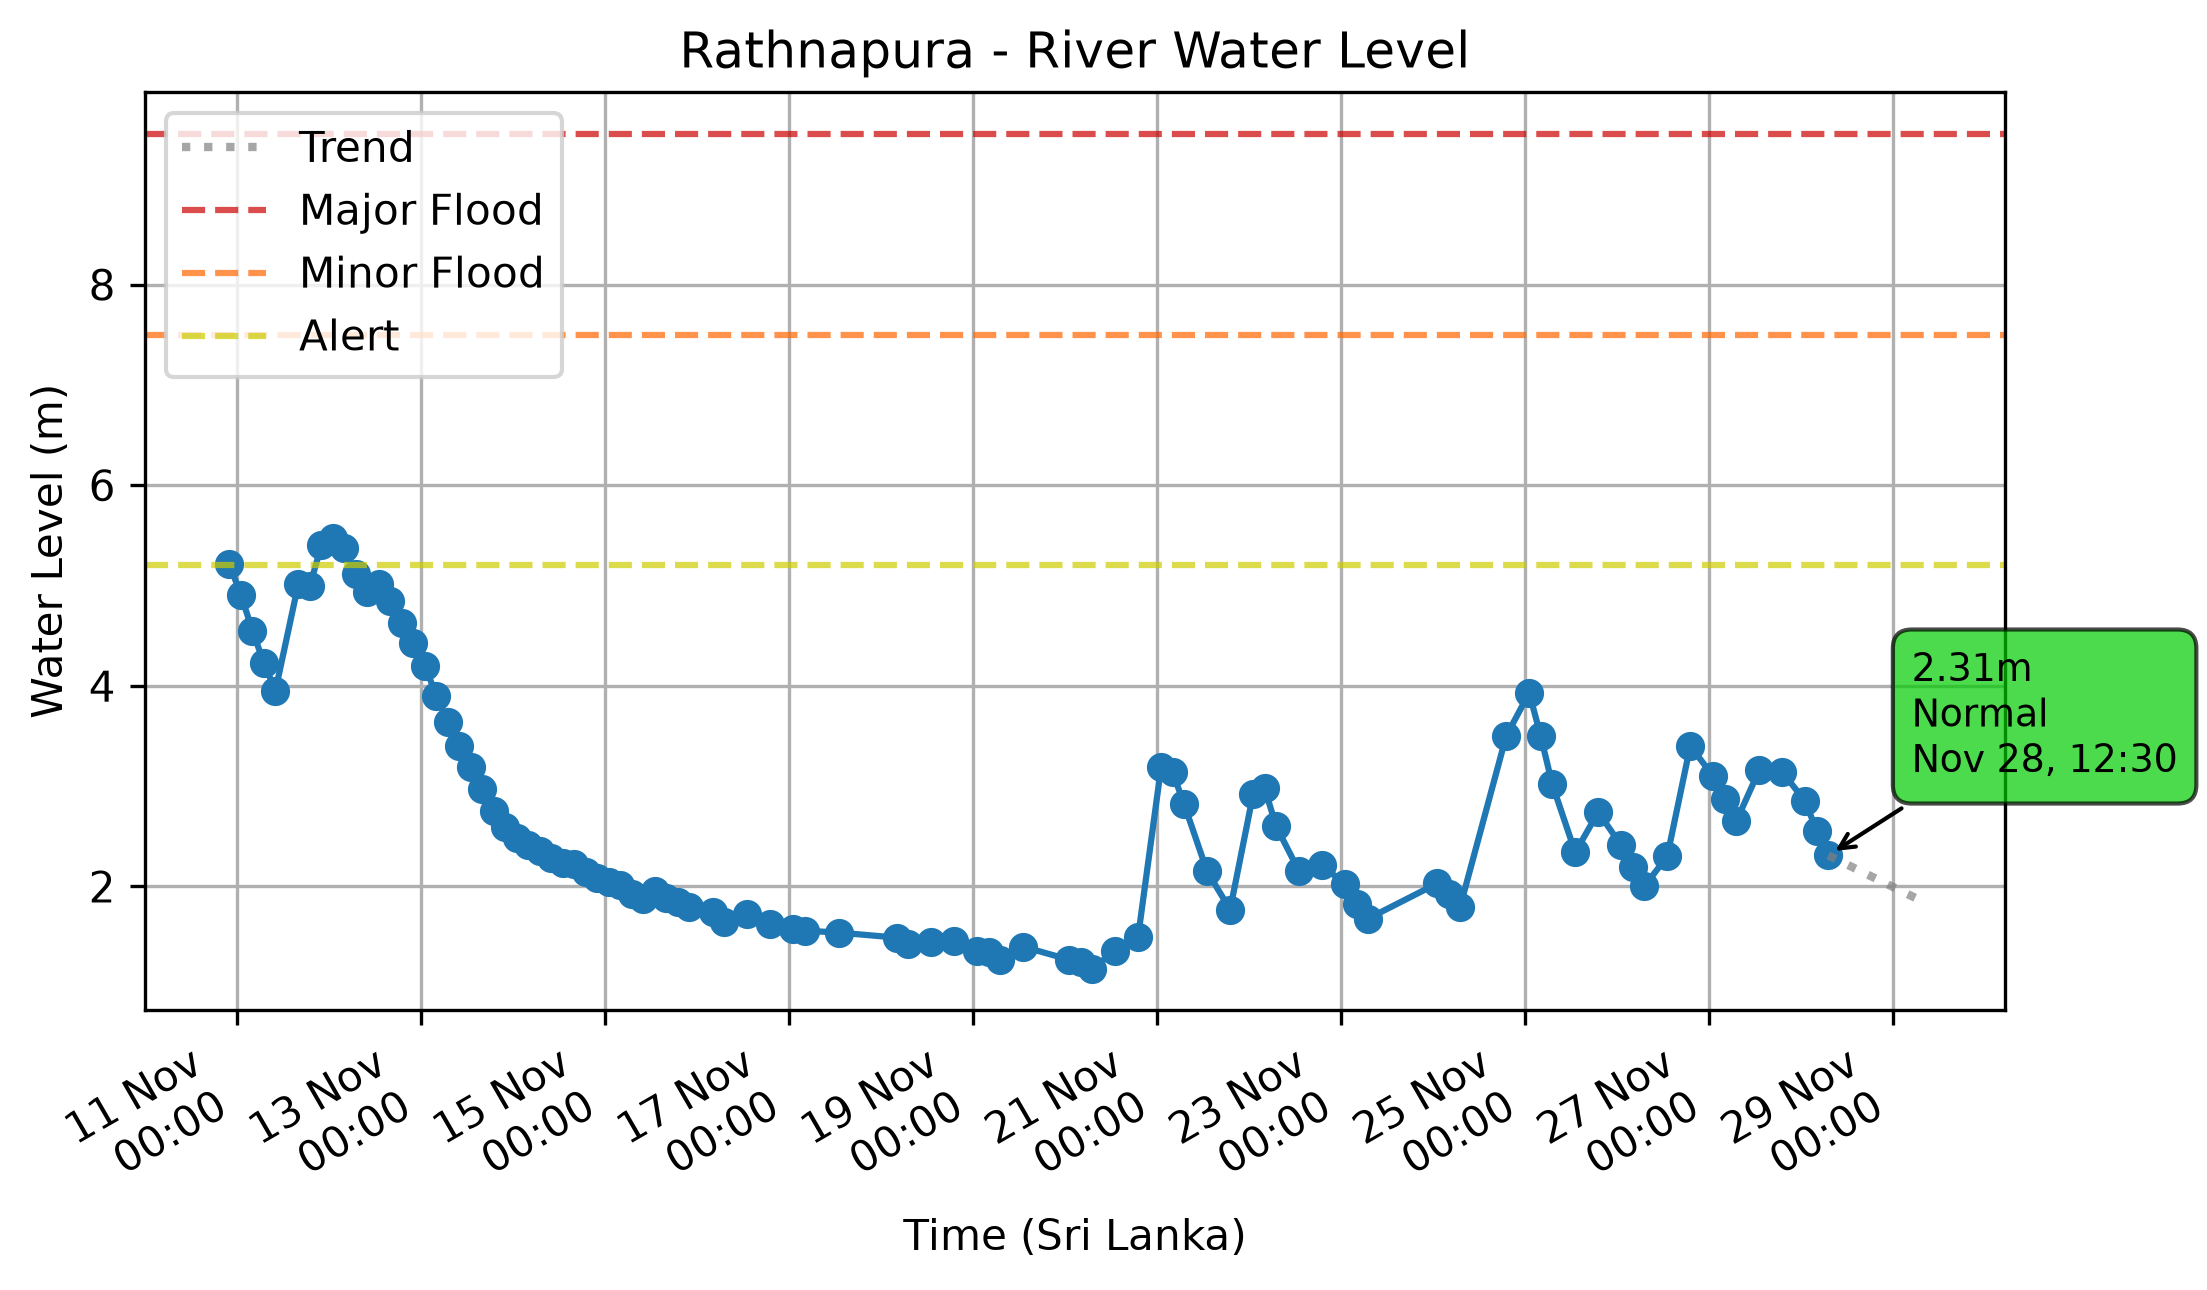 Rathnapura - River Water Level
Trend
Major Flood
Minor Flood
Alert
Water Level (m)
8
6
4
2
2.31m
Normal
Nov 28, 12:30
11 Nov
00:00
13 Nov
00:00
15 Nov
00:00
17 Nov
00:00
19 Nov
00:00
21 Nov
00:00
23 Nov
00:00
25 Nov
00:00
27 Nov
00:00
29 Nov
00:00
Time (Sri Lanka)